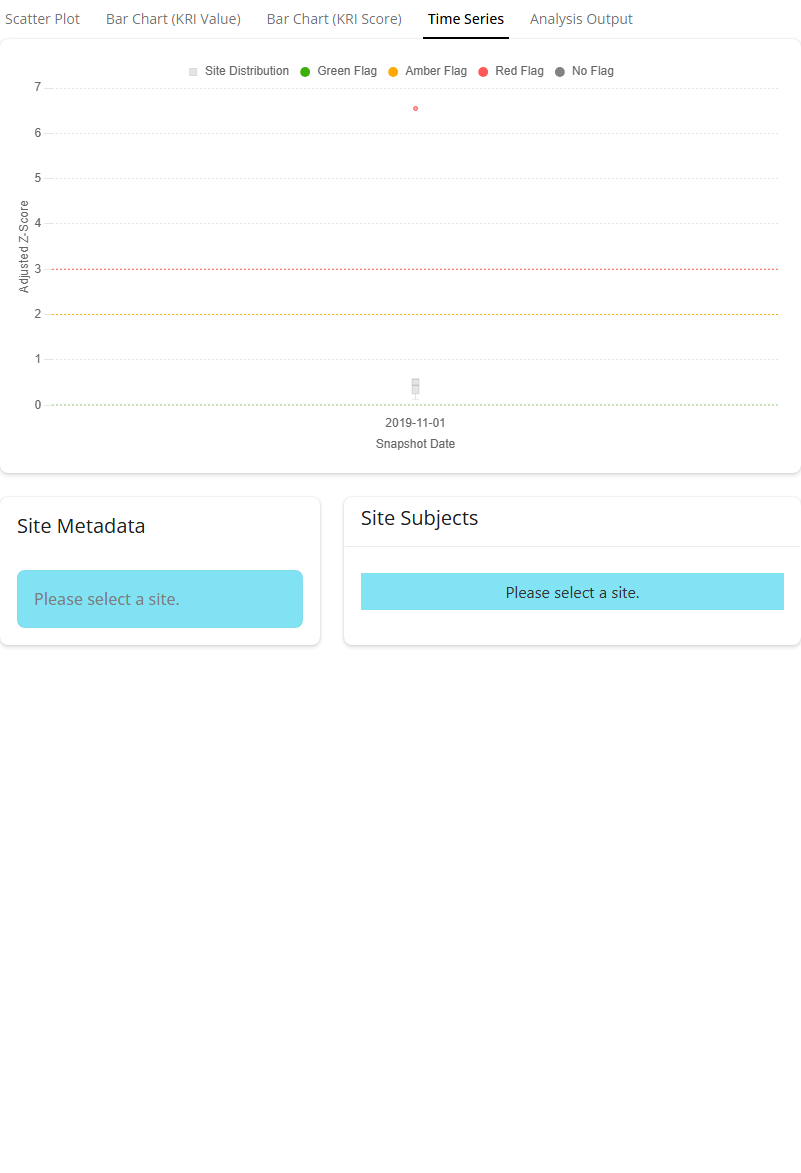 Scatter Plot Bar Chart (KRI Value) Bar Chart (KRI Score) Time Series Analysis Output
Site Distribution Green Flag Amber Flag Red Flag No Flag
7
6
5
4
3
2
1
0
Adjusted Z-Score
2019-11-01
Snapshot Date
Site Metadata
Please select a site.
Site Subjects
Please select a site.